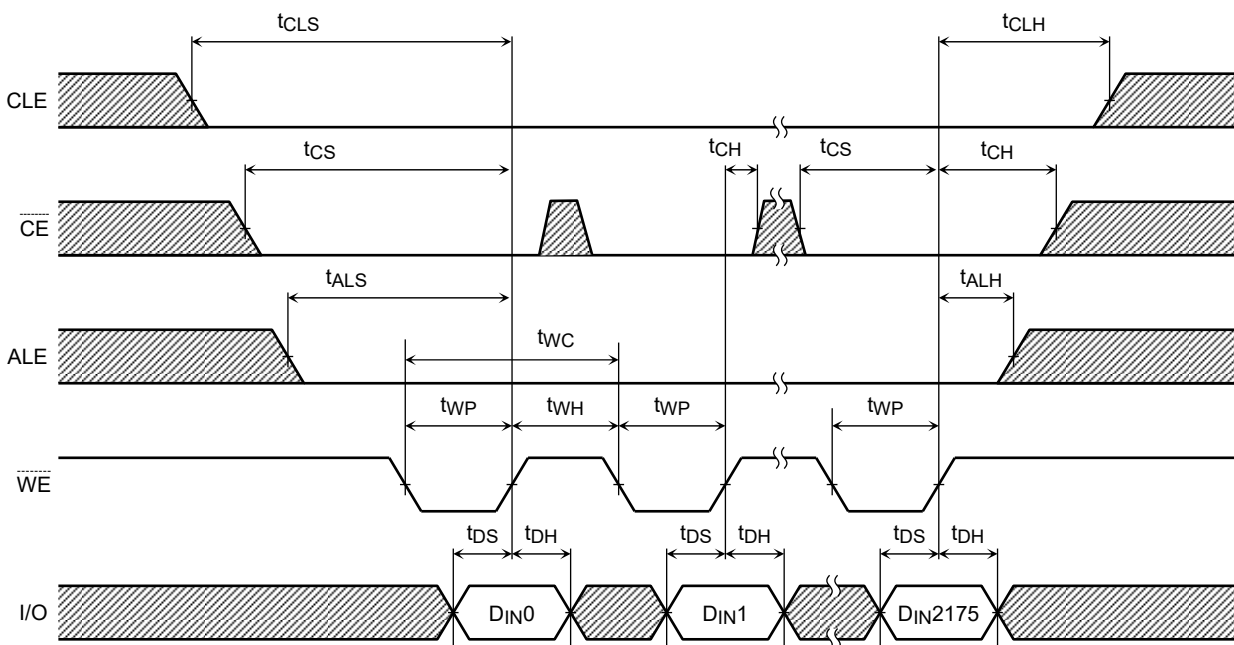 tCLS tCLH
CLE
tCS tCH tCS tCH
CE
tALS tALH
ALE
tWC
tWP tWH tWP tWP
WE
tDS tDH tDS tDH tDS tDH
I/O DIN0 DIN1 DIN2175